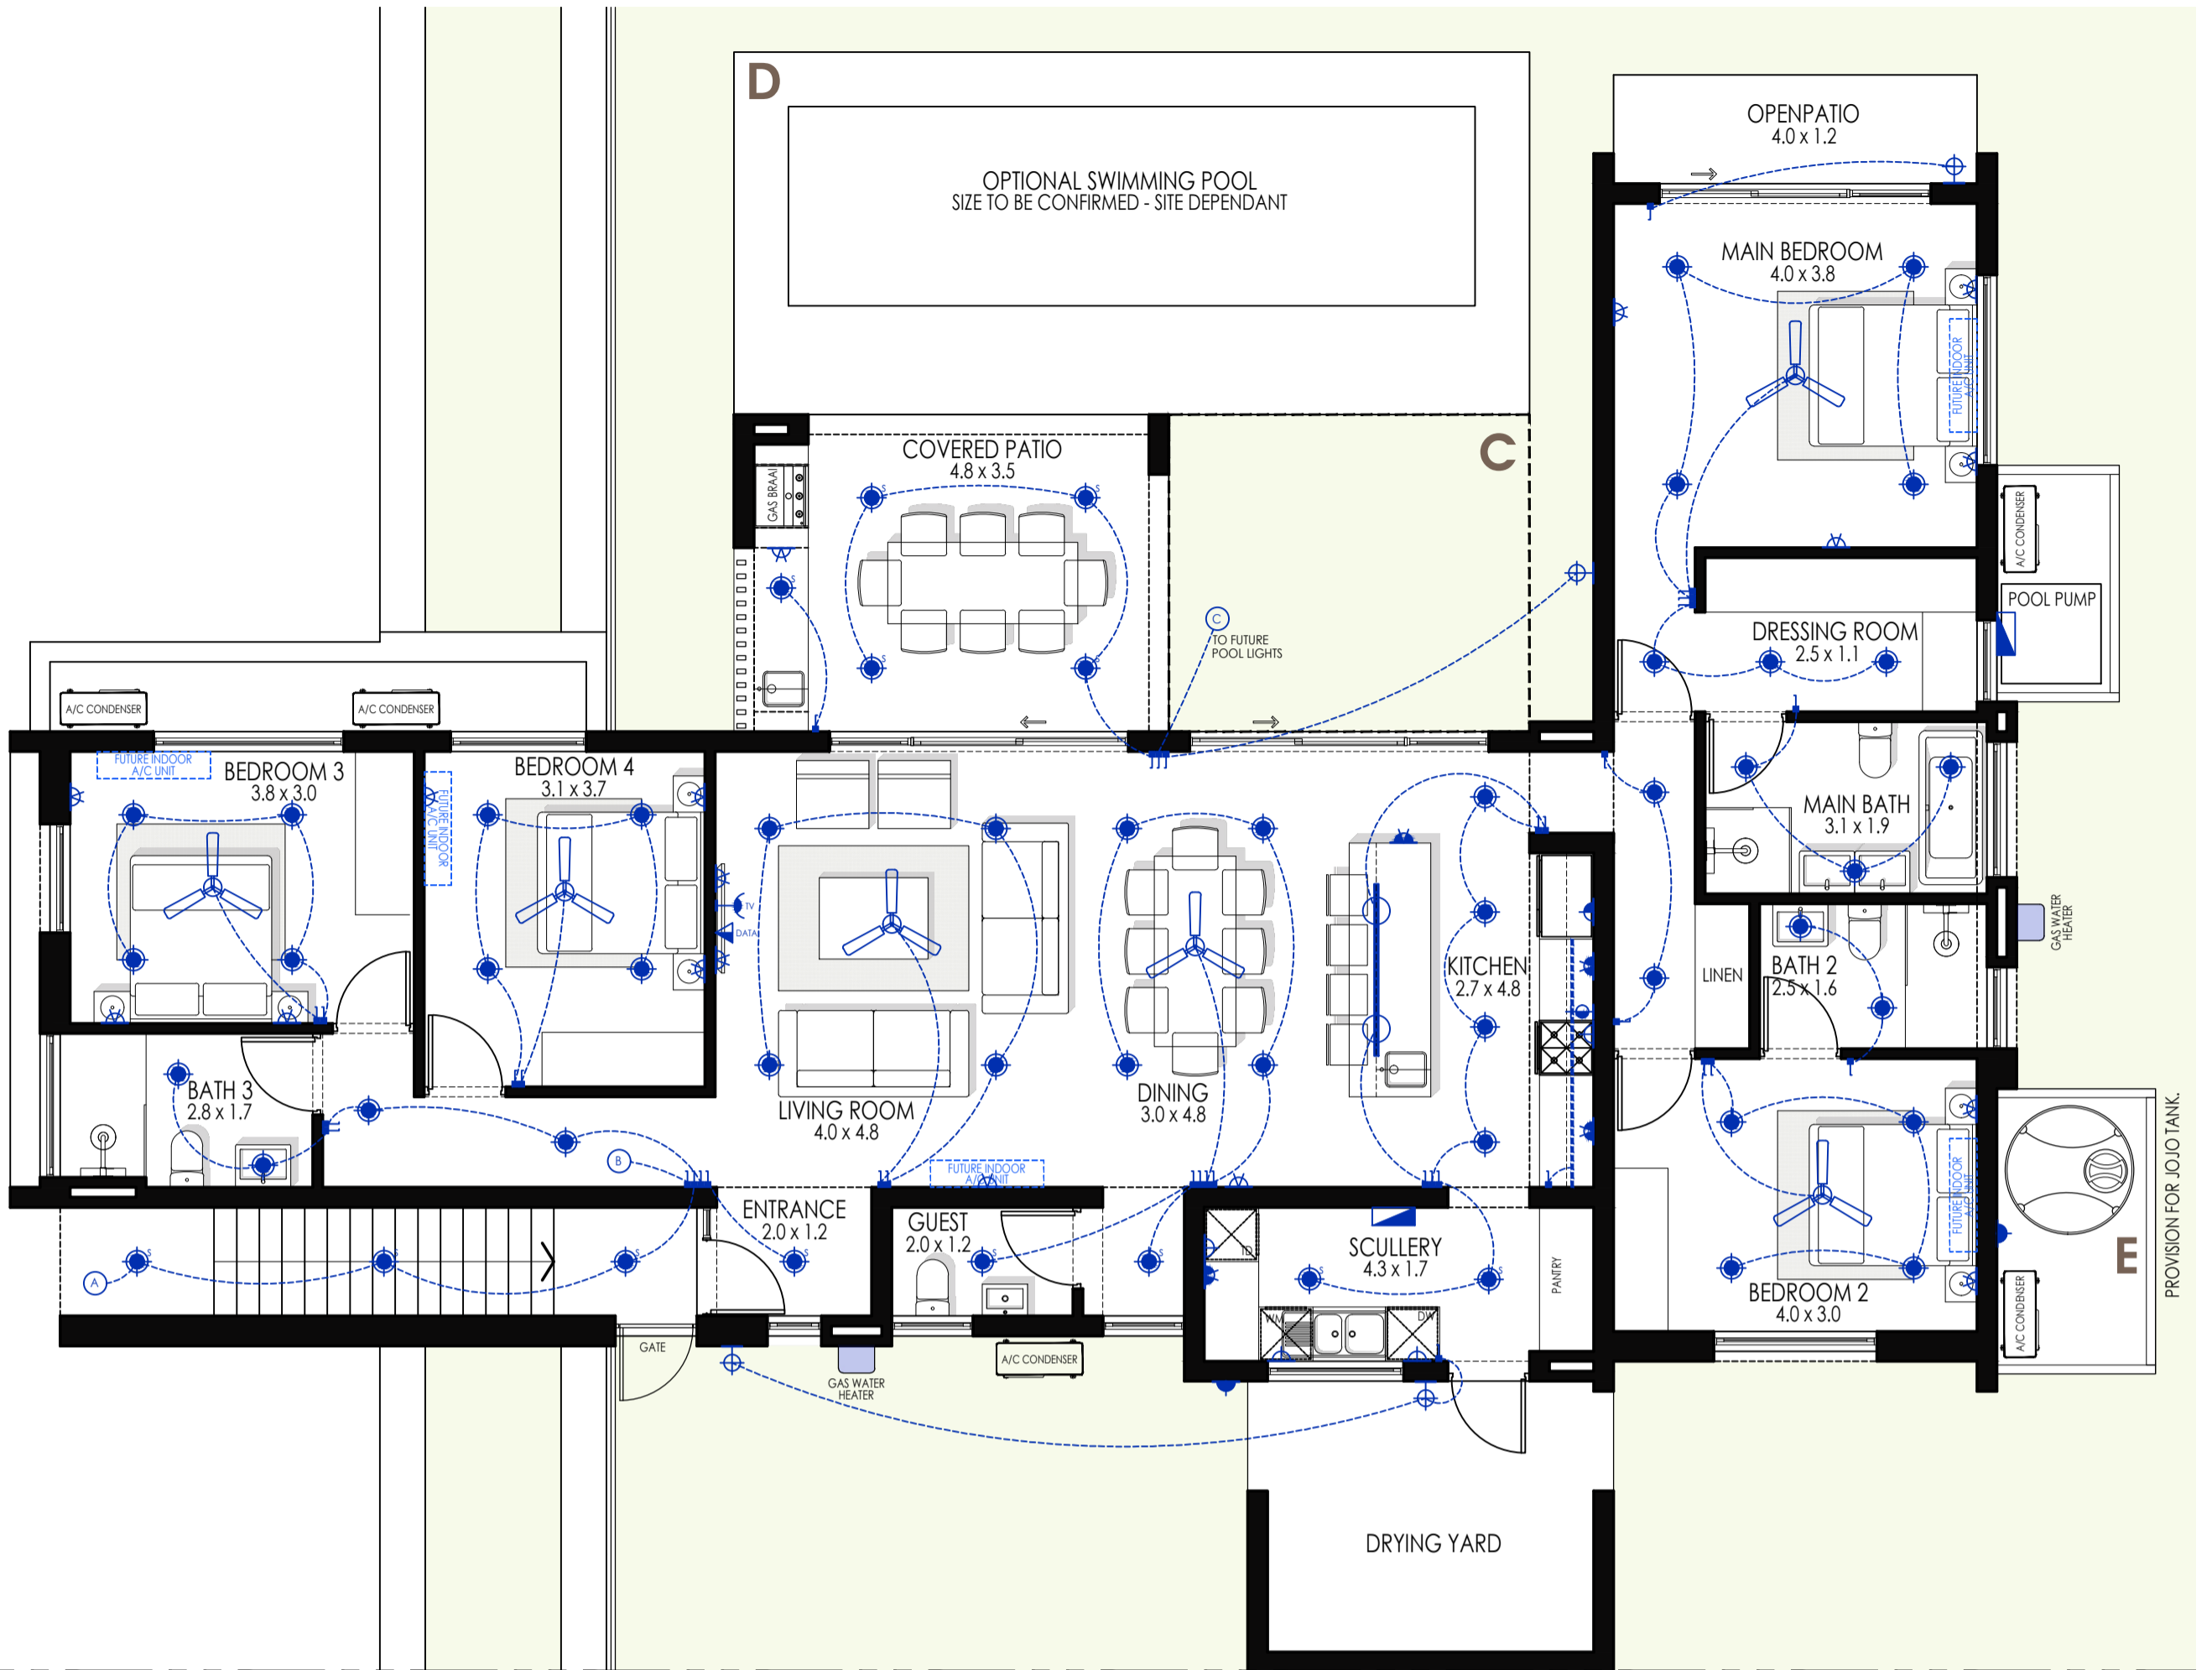 D
OPTIONAL SWIMMING POOL
SIZE TO BE CONFIRMED - SITE DEPENDANT
OPENPATIO
4.0 x 1.2
MAIN BEDROOM
4.0 x 3.8
FUTURE INDOOR
A/C UNIT
C
COVERED PATIO
4.8 x 3.5
GAS BRAAI
S
S
S
S
S
C
TO FUTURE
POOL LIGHTS
A/C CONDENSER
POOL PUMP
DRESSING ROOM
2.5 x 1.1
A/C CONDENSER
A/C CONDENSER
FUTURE INDOOR
A/C UNIT
BEDROOM 3
3.8 x 3.0
BEDROOM 4
3.1 x 3.7
FUTURE INDOOR
A/C UNIT
TV
DATA
MAIN BATH
3.1 x 1.9
GAS WATER
HEATER
KITCHEN
2.7 x 4.8
LINEN
BATH 2
2.5 x 1.6
BATH 3
2.8 x 1.7
LIVING ROOM
4.0 x 4.8
DINING
3.0 x 4.8
B
FUTURE INDOOR
A/C UNIT
ENTRANCE
2.0 x 1.2
GUEST
2.0 x 1.2
TD
SCULLERY
4.3 x 1.7
PANTRY
A
S
S
S
S
S
S
S
WM
DW
GATE
GAS WATER
HEATER
A/C CONDENSER
BEDROOM 2
4.0 x 3.0
FUTURE INDOOR
A/C UNIT
A/C CONDENSER
E
PROVISION FOR JOJO TANK.
DRYING YARD